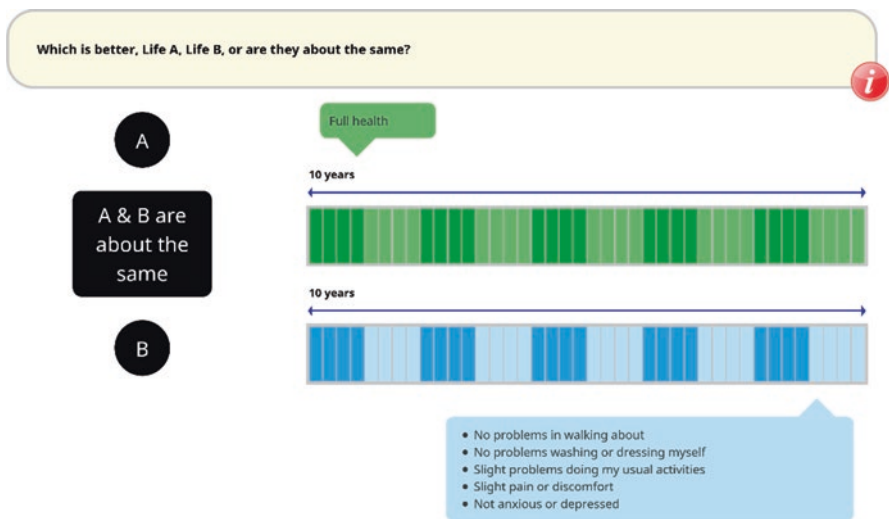 Which is better, Life A, Life B, or are they about the same?
i
Full health
A
10 years
A & B are
about the
same
10 years
B
• No problems in walking about
• No problems washing or dressing myself
• Slight problems doing my usual activities
• Slight pain or discomfort
• Not anxious or depressed